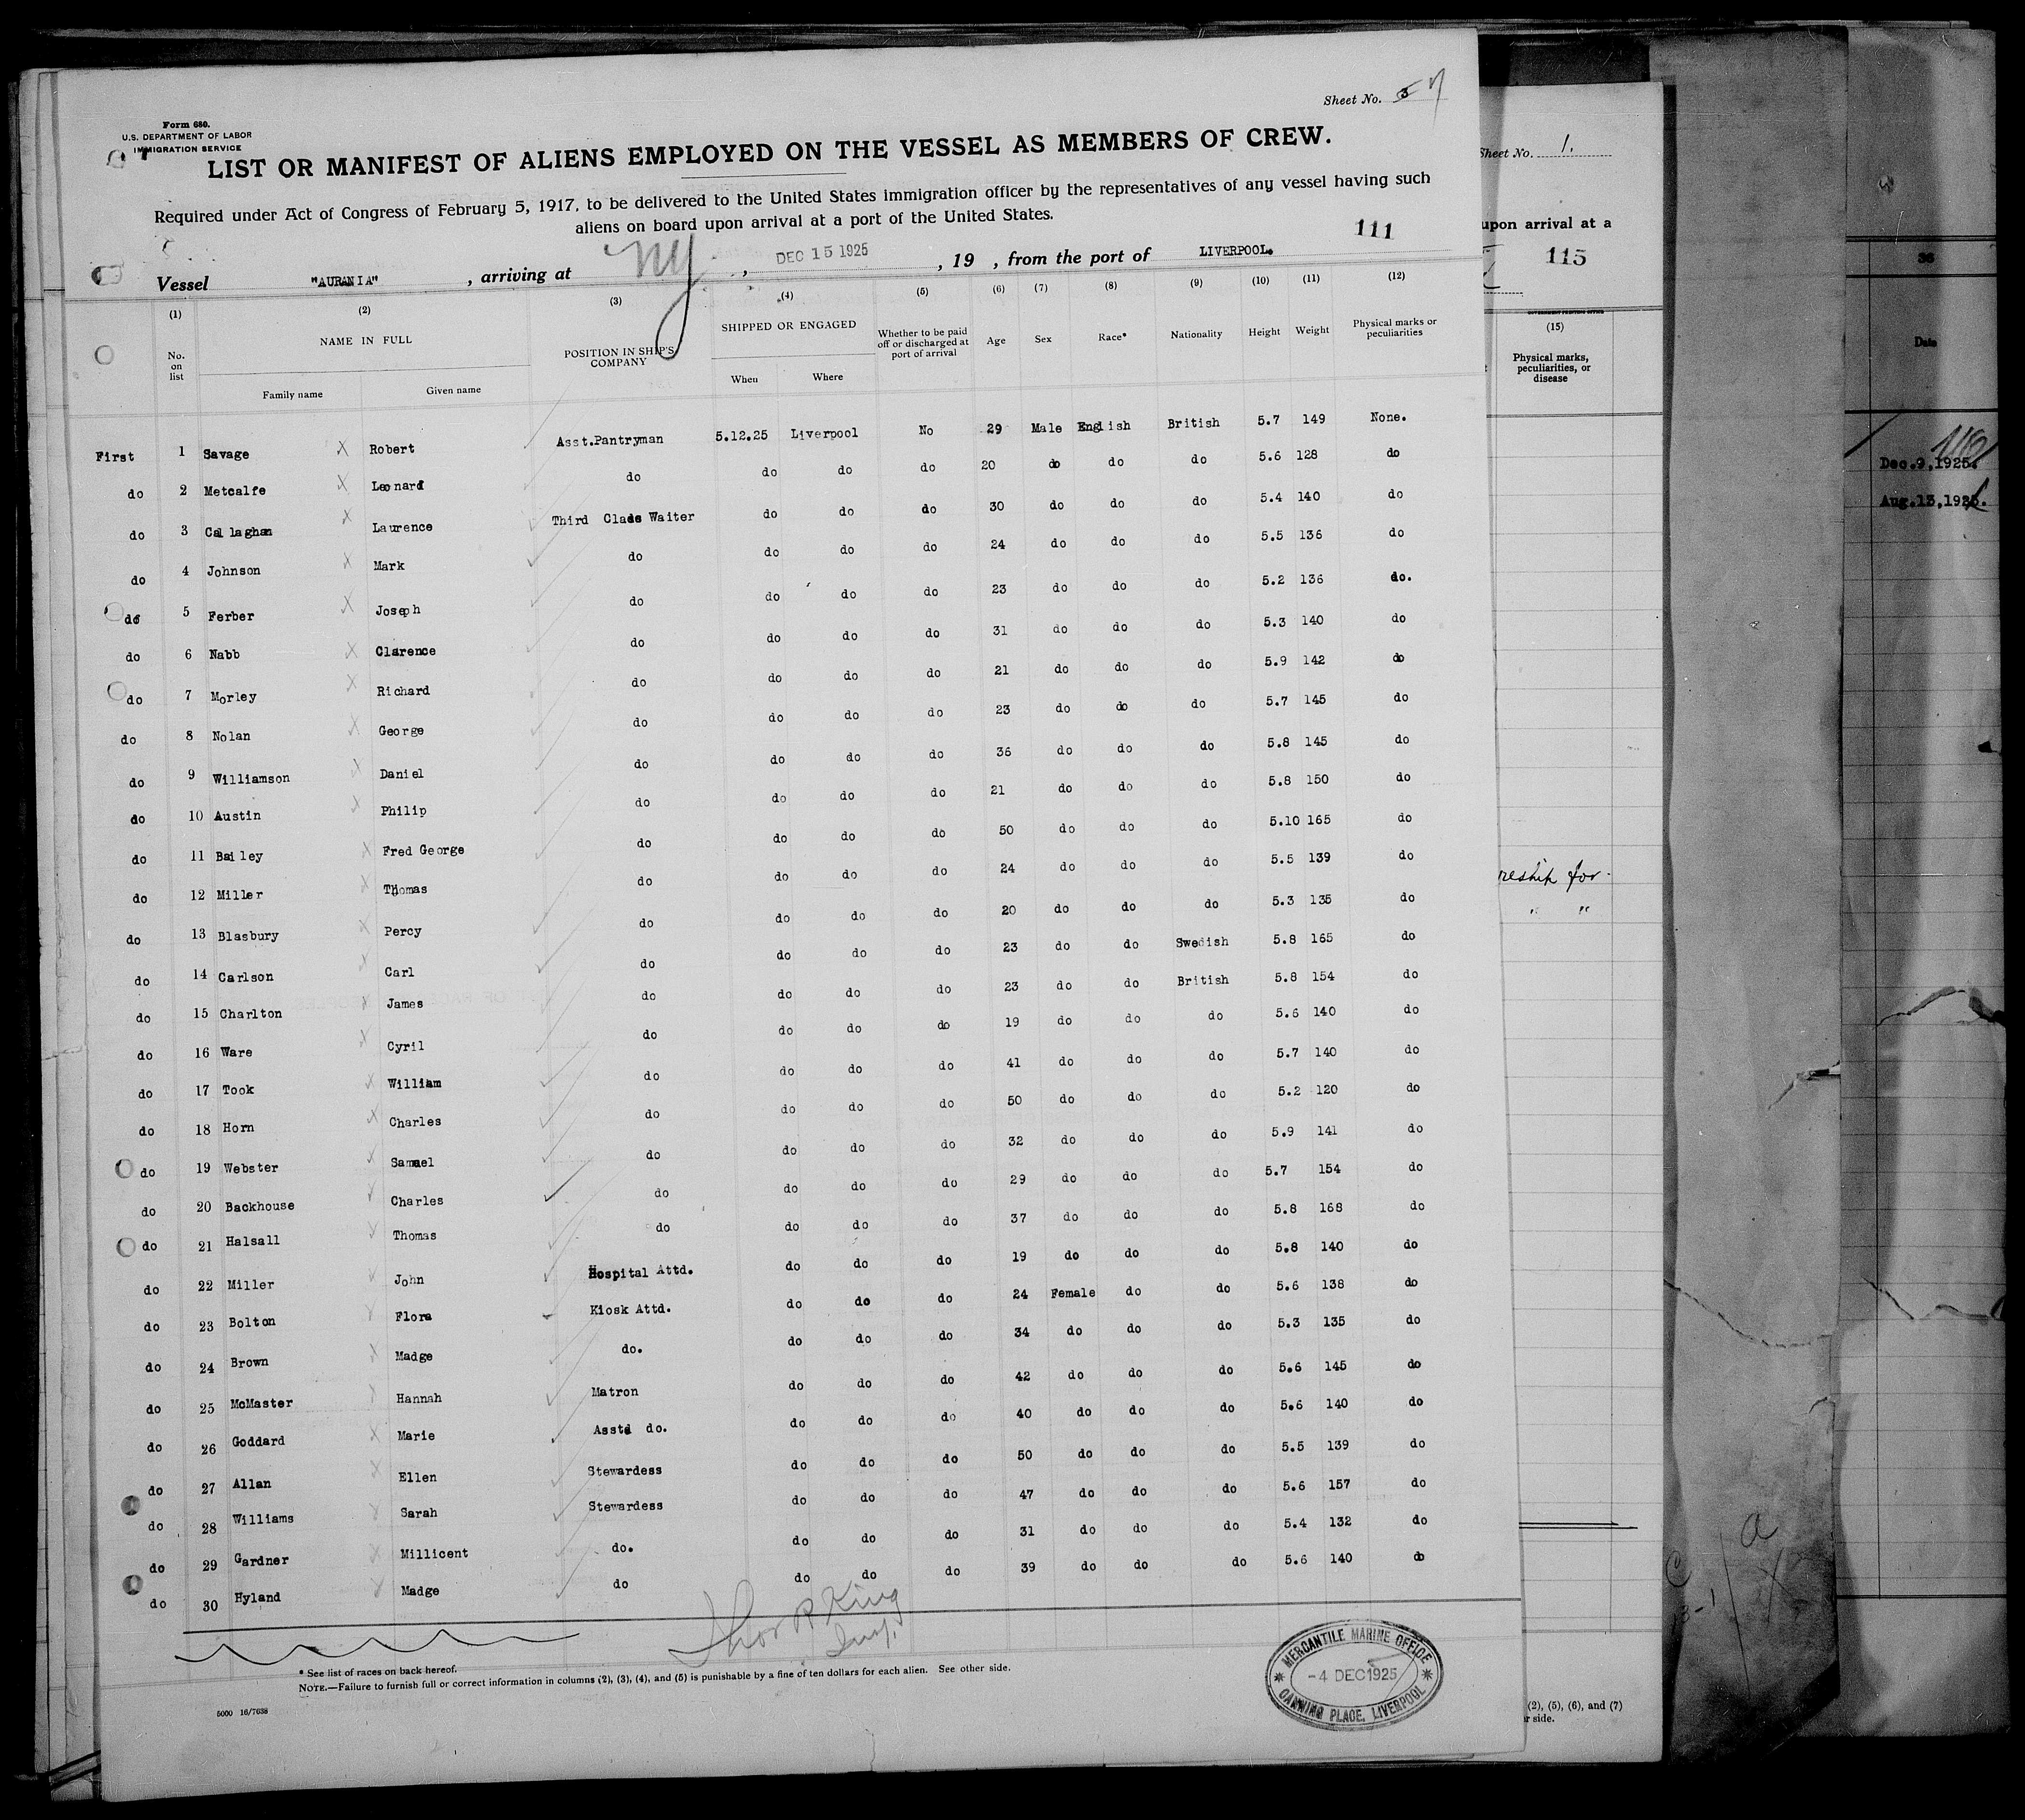 Sheet No. 3 7
Form 680.
U.S. DEPARTMENT OF LABOR
IMMIGRATION SERVICE
LIST OR MANIFEST OF ALIENS EMPLOYED ON THE VESSEL AS MEMBERS OF CREW.
Required under Act of Congress of February 5, 1917, to be delivered to the United States immigration officer by the representatives of any vessel having such
aliens on board upon arrival at a port of the United States.
111
Vessel "AURANIA", arriving at NY, DEC 15 1925, 19 , from the port of LIVERPOOL.
(1) (2) (3) (4) (5) (6) (7) (8) (9) (10) (11) (12)
No. on list NAME IN FULL Family name Given name POSITION IN SHIP'S COMPANY SHIPPED OR ENGAGED When Where Whether to be paid off or discharged at port of arrival Age Sex Race* Nationality Height Weight Physical marks or peculiarities
First 1 Savage Robert Asst.Pantryman 5.12.25 Liverpool No 29 Male English British 5.7 149 None.
do 2 Metcalfe Leonard do do do do 20 do do do 5.6 128 do
do 3 Callaghan Laurence Third Class Waiter do do do 30 do do do 5.4 140 do
do 4 Johnson Mark do do do do 24 do do do 5.5 136 do
do 5 Ferber Joseph do do do do 23 do do do 5.2 136 do.
do 6 Nabb Clarence do do do do 31 do do do 5.3 140 do
do 7 Morley Richard do do do do 21 do do do 5.9 142 do
do 8 Nolan George do do do do 23 do do do 5.7 145 do
do 9 Williamson Daniel do do do do 36 do do do 5.8 145 do
do 10 Austin Philip do do do do 21 do do do 5.8 150 do
do 11 Bailey Fred George do do do do 50 do do do 5.10 165 do
do 12 Miller Thomas do do do do 24 do do do 5.5 139 do
do 13 Blasbury Percy do do do do 20 do do do 5.3 135 do
do 14 Carlson Carl do do do do 23 do do Swedish 5.8 165 do
do 15 Charlton James do do do do 23 do do British 5.8 154 do
do 16 Ware Cyril do do do do 19 do do do 5.6 140 do
do 17 Took William do do do do 41 do do do 5.7 140 do
do 18 Horn Charles do do do do 50 do do do 5.2 120 do
do 19 Webster Samuel do do do do 32 do do do 5.9 141 do
do 20 Backhouse Charles do do do do 29 do do do 5.7 154 do
do 21 Halsall Thomas do do do do 37 do do do 5.8 168 do
do 22 Miller John Hospital Attd. do do do 19 do do do 5.8 140 do
do 23 Bolton Flora Kiosk Attd. do do do 24 Female do do 5.6 138 do
do 24 Brown Madge do. do do do 34 do do do 5.3 135 do
do 25 McMaster Hannah Matron do do do 42 do do do 5.6 145 do
do 26 Goddard Marie Asstd do. do do do 40 do do do 5.6 140 do
do 27 Allan Ellen Stewardess do do do 50 do do do 5.5 139 do
do 28 Williams Sarah Stewardess do do do 47 do do do 5.6 157 do
do 29 Gardner Millicent do. do do do 31 do do do 5.4 132 do
do 30 Hyland Madge do do do do 39 do do do 5.6 140 do
King
* See list of races on back hereof.
NOTE.—Failure to furnish full or correct information in columns (2), (3), (4), and (5) is punishable by a fine of ten dollars for each alien. See other side.
5000 16/7638
MERCANTILE MARINE OFFICE
-4 DEC 1925
CANNING PLACE, LIVERPOOL
Sheet No. 1.
upon arrival at a
115
(15)
Physical marks, peculiarities, or disease
for
" "
(2), (5), (6), and (7)
side.
36
Date
Dec.9,1925.
Aug.13,192